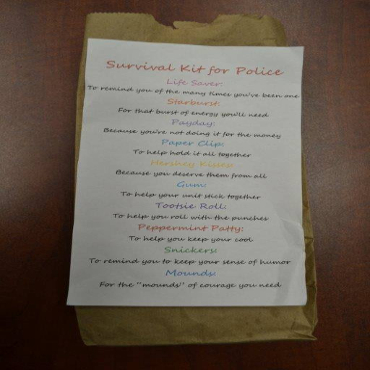 Survival Kit for Police
Life Saver:
To remind you of the many times you've been one
Starburst:
For that burst of energy you'll need
Payday:
Because you're not doing it for the money
Paper Clip:
To help hold it all together
Hershey Kisses:
Because you deserve them from all
Gum:
To help your unit stick together
Tootsie Roll:
To help you roll with the punches
Peppermint Patty:
To help you keep your cool
Snickers:
To remind you to keep your sense of humor
Mounds:
For the "mounds" of courage you need